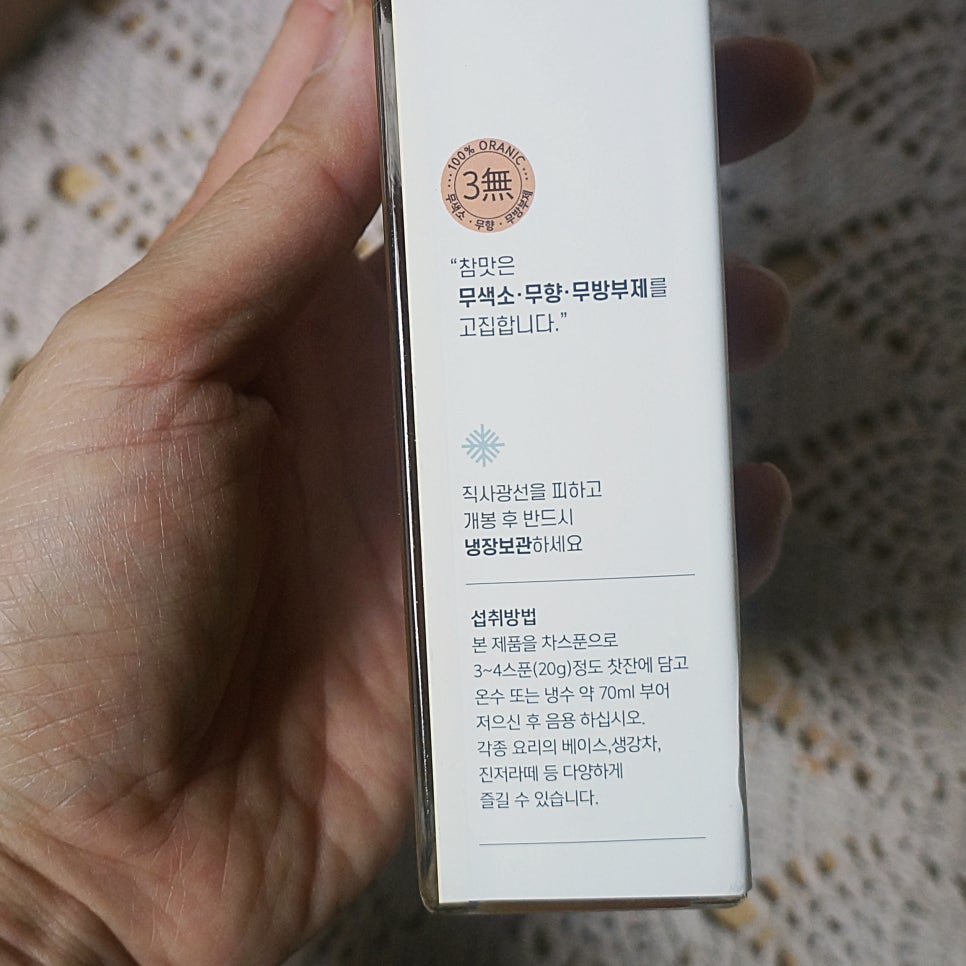 ···100% ORANIC···
3無
무색소·무향·무방부제
“참맛은
무색소·무향·무방부제를
고집합니다.”
직사광선을 피하고
개봉 후 반드시
냉장보관하세요
섭취방법
본 제품을 차스푼으로
3~4스푼(20g)정도 찻잔에 담고
온수 또는 냉수 약 70ml 부어
저으신 후 음용 하십시오.
각종 요리의 베이스,생강차,
진저라떼 등 다양하게
즐길 수 있습니다.